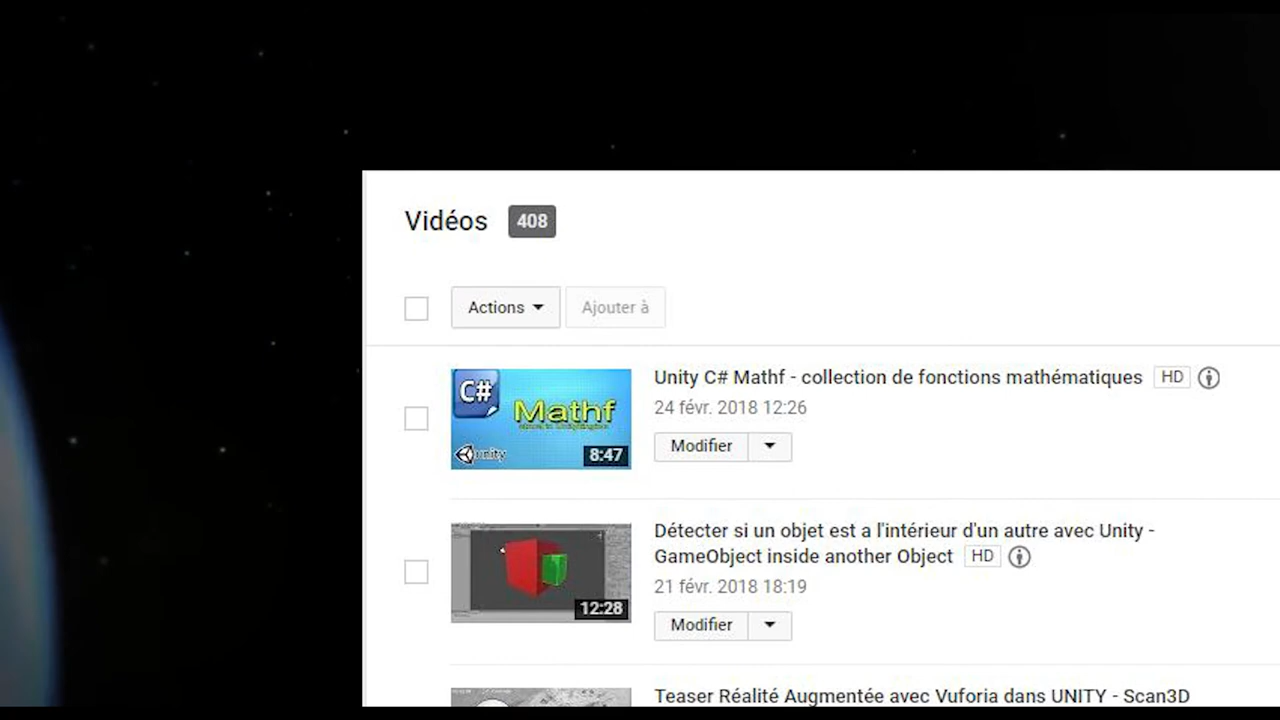 Vidéos 408
Actions Ajouter à
Unity C# Mathf - collection de fonctions mathématiques HD
24 févr. 2018 12:26
Modifier
C#
Mathf
unity
8:47
Détecter si un objet est a l'intérieur d'un autre avec Unity -
GameObject inside another Object HD
21 févr. 2018 18:19
Modifier
12:28
Teaser Réalité Augmentée avec Vuforia dans UNITY - Scan3D